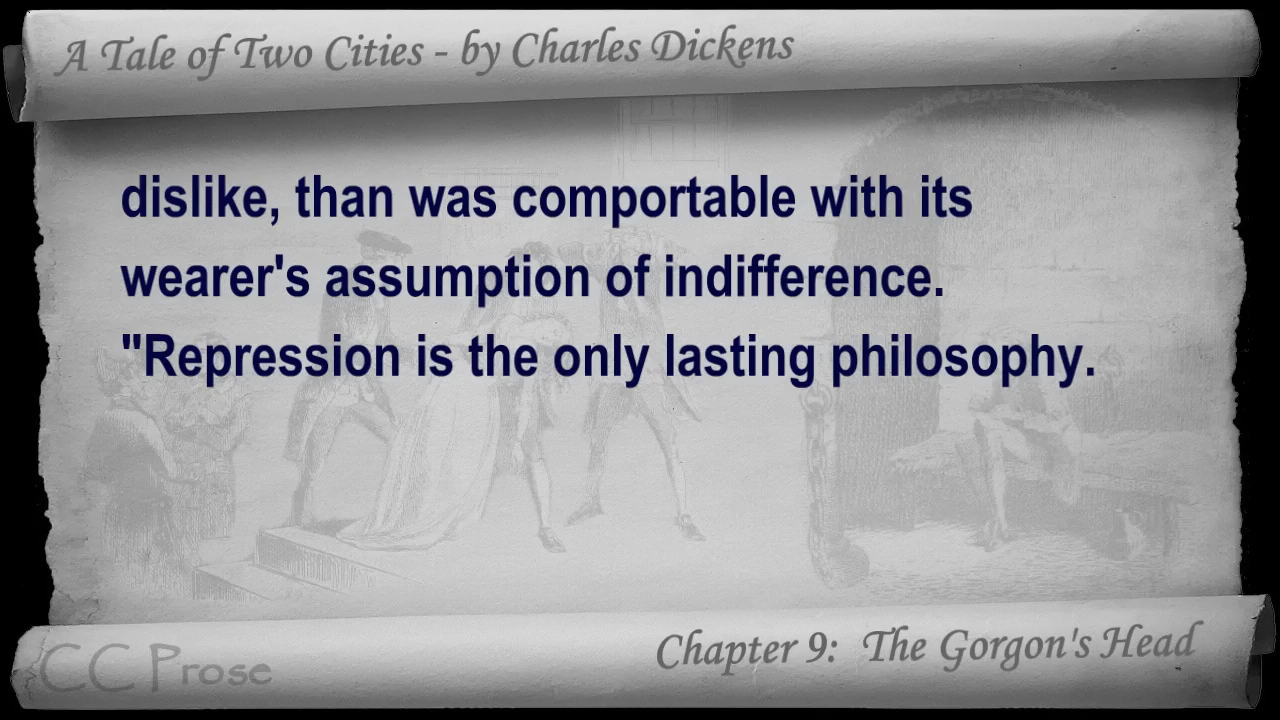 A Tale of Two Cities - by Charles Dickens
dislike, than was comportable with its
wearer's assumption of indifference.
"Repression is the only lasting philosophy.
Chapter 9: The Gorgon's Head
CC Prose